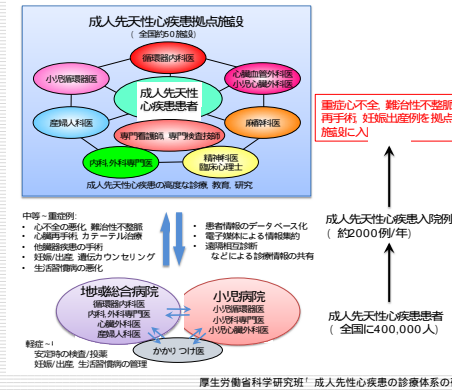 成人先天性心疾患拠点施設
( 全国約50施設)
循環器内科医
小児循環器医
心臓血管外科医
小児心臓外科医
成人先天性
心疾患患者
産婦人科医
麻酔科医
専門看護師, 専門検査技師
内科, 外科専門医
精神科医
臨床心理士
成人先天性心疾患の高度な診療, 教育, 研究
重症心不全, 難治性不整脈
再手術, 妊娠出産例を拠点
施設に入
中等～重症例:
• 心不全の悪化, 難治性不整脈
• 心臓再手術, カテーテル治療
• 他臓器疾患の手術
• 妊娠/出産, 遺伝カウンセリング
• 生活習慣病の悪化
• 患者情報のデータベース化
• 電子媒体による情報集約
• 遠隔相互診断
などによる診療情報の共有
成人先天性心疾患入院例
( 約2000例/年)
地域総合病院
循環器内科医
内科, 外科専門医
心臓外科医
産婦人科医
小児病院
小児循環器医
小児科専門医
小児心臓外科医
かかりつけ医
軽症～
安定時の検査/投薬
妊娠/出産, 生活習慣病の管理
成人先天性心疾患患者
( 全国に400,000人)
厚生労働省科学研究班「成人先天性心疾患の診療体系の